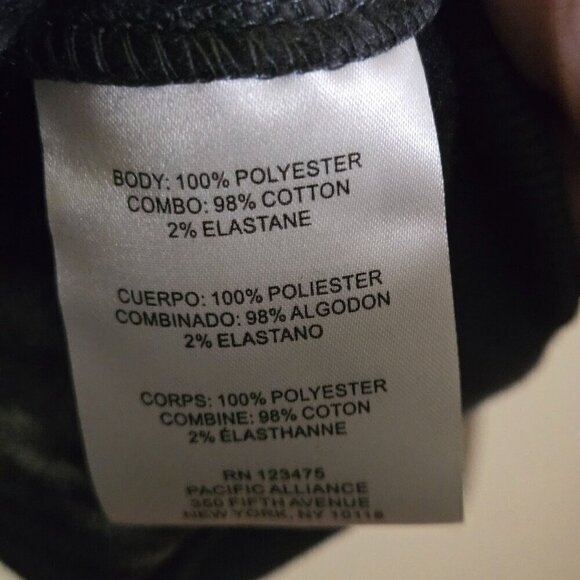 BODY: 100% POLYESTER
COMBO: 98% COTTON
2% ELASTANE
CUERPO: 100% POLIESTER
COMBINADO: 98% ALGODON
2% ELASTANO
CORPS: 100% POLYESTER
COMBINE: 98% COTON
2% ÉLASTHANNE
RN 123475
PACIFIC ALLIANCE
350 FIFTH AVENUE
NEW YORK, NY 10118